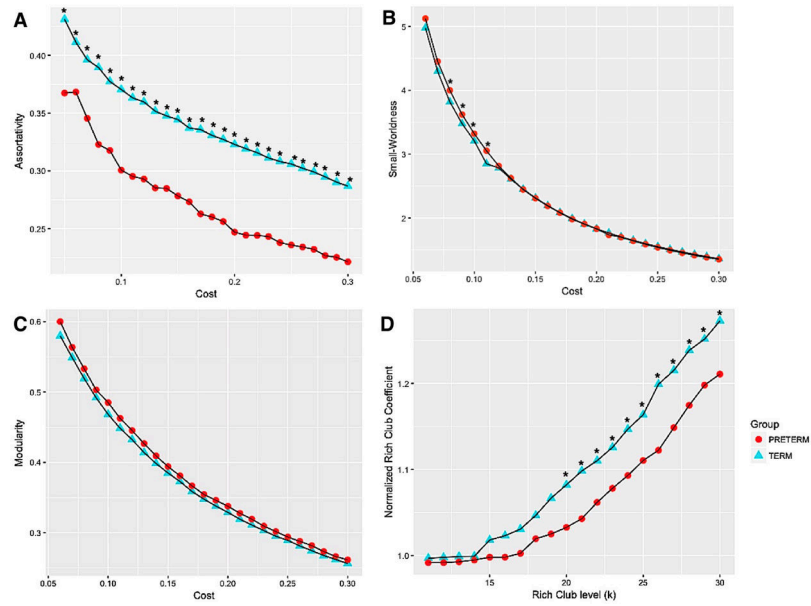 A
Assortativity
0.40
0.35
0.30
0.25
0.1
0.2
0.3
Cost
B
Small-Worldness
5
4
3
2
0.05
0.10
0.15
0.20
0.25
0.30
Cost
C
Modularity
0.6
0.5
0.4
0.3
0.05
0.10
0.15
0.20
0.25
0.30
Cost
D
Normalized Rich Club Coefficient
1.2
1.1
1.0
15
20
25
30
Rich Club level (k)
Group
PRETERM
TERM